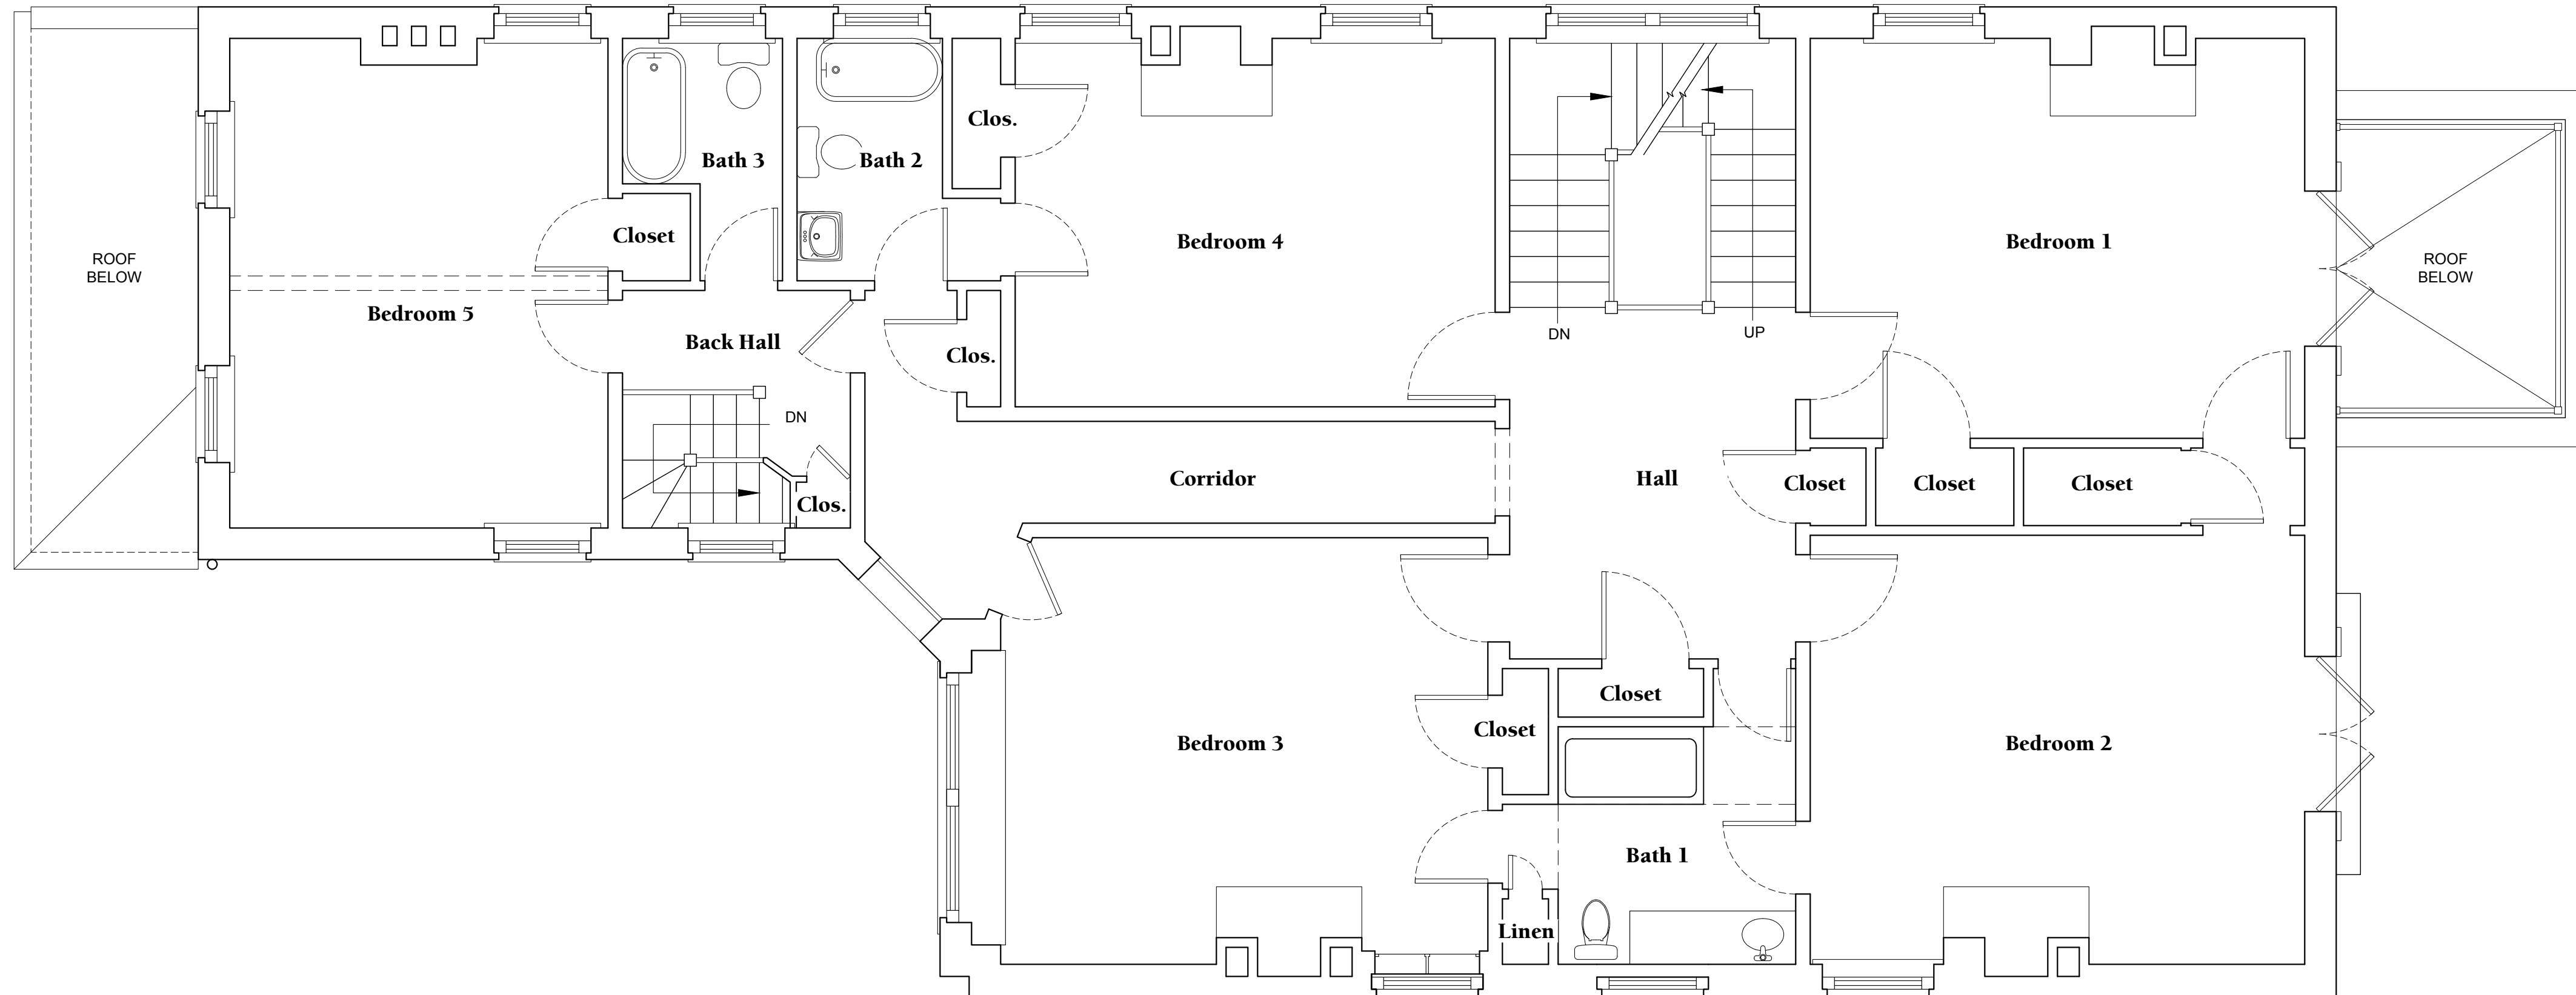 Clos.
Bath 3
Bath 2
Closet
Bedroom 4
Bedroom 1
ROOF
BELOW
ROOF
BELOW
Bedroom 5
Back Hall
Clos.
DN
UP
DN
Corridor
Hall
Closet
Closet
Closet
Clos.
Closet
Closet
Bedroom 3
Bedroom 2
Bath 1
Linen